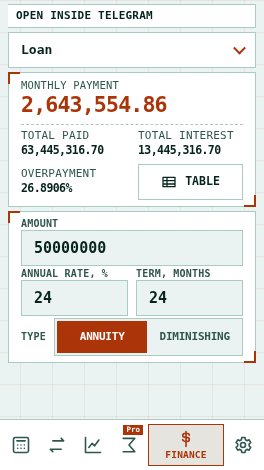 OPEN INSIDE TELEGRAM
Loan
MONTHLY PAYMENT
2,643,554.86
TOTAL PAID TOTAL INTEREST
63,445,316.70 13,445,316.70
OVERPAYMENT
26.8906%
TABLE
AMOUNT
50000000
ANNUAL RATE, % TERM, MONTHS
24 24
TYPE ANNUITY DIMINISHING
Pro
$
FINANCE